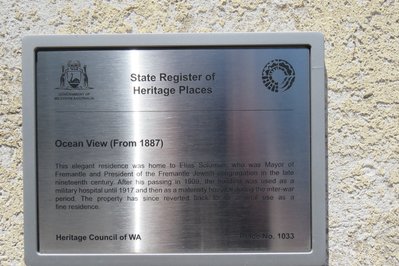 GOVERNMENT OF
WESTERN AUSTRALIA
State Register of
Heritage Places
Ocean View (From 1887)
This elegant residence was home to Elias Solomon, who was Mayor of
Fremantle and President of the Fremantle Jewish congregation in the late
nineteenth century. After his passing in 1909, the building was used as a
military hospital until 1917 and then as a maternity hospital during the inter-war
period. The property has since reverted back to its original use as a
fine residence.
Heritage Council of WA
Place No. 1033